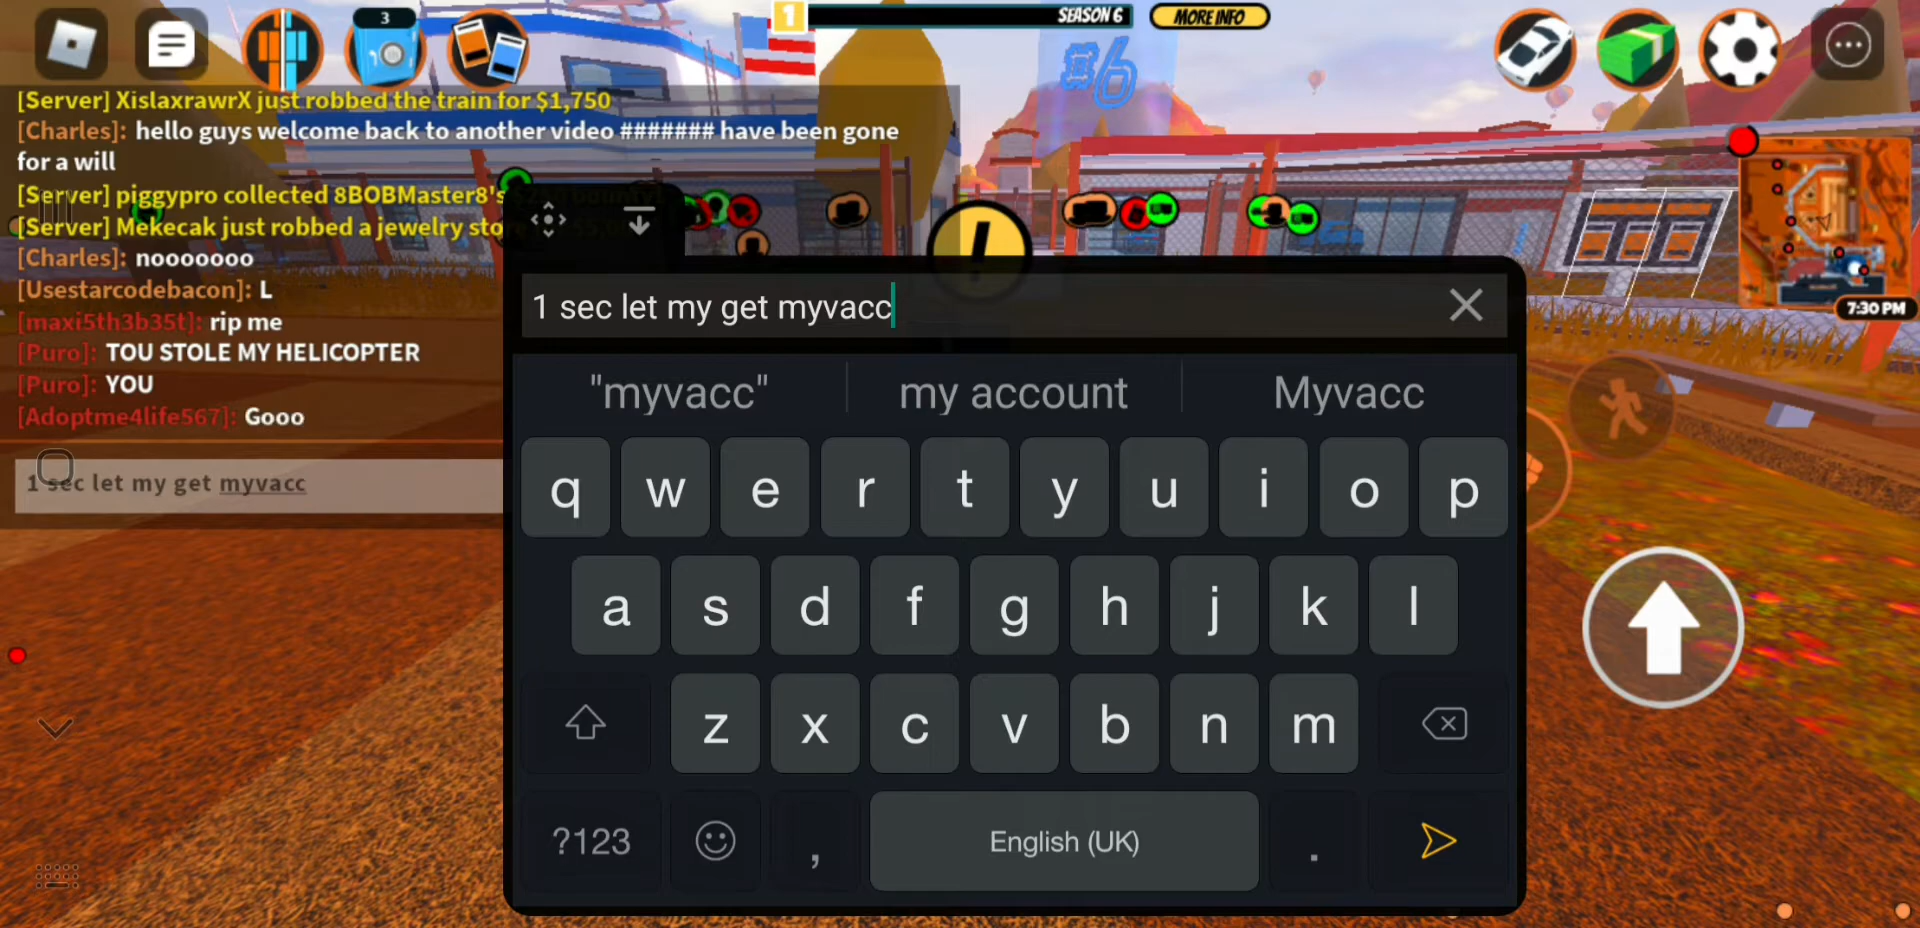 3
1
SEASON 6
MORE INFO
#6
[Server] XislaxrawrX just robbed the train for $1,750
[Charles]: hello guys welcome back to another video ####### have been gone
for a will
[Server] piggypro collected 8BOBMaster8's
[Server] Mekecak just robbed a jewelry sto
[Charles]: nooooooo
[Usestarcodebacon]: L
[maxi5th3b35t]: rip me
[Puro]: TOU STOLE MY HELICOPTER
[Puro]: YOU
[Adoptme4life567]: Gooo
1 sec let my get myvacc
7:30 PM
1 sec let my get myvacc
"myvacc" my account Myvacc
q w e r t y u i o p
a s d f g h j k l
z x c v b n m
?123 , English (UK) .